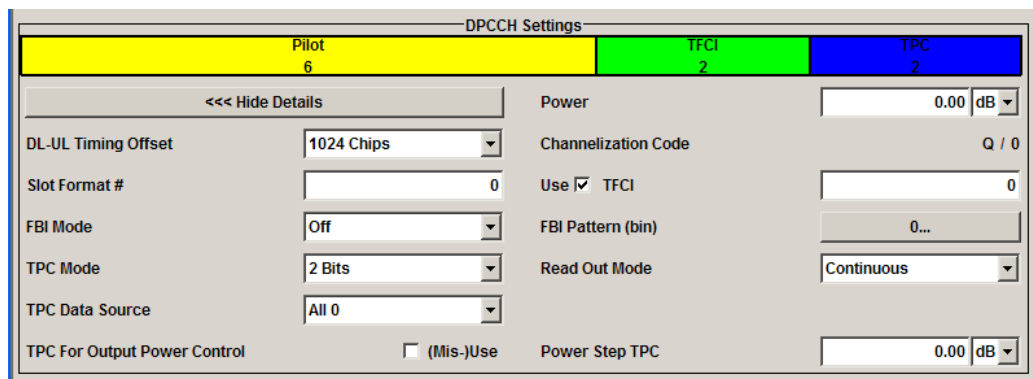 DPCCH Settings
Pilot TFCI TPC
6 2 2
<<< Hide Details Power 0.00 dB
DL-UL Timing Offset 1024 Chips Channelization Code Q / 0
Slot Format # 0 Use TFCI 0
FBI Mode Off FBI Pattern (bin) 0...
TPC Mode 2 Bits Read Out Mode Continuous
TPC Data Source All 0
TPC For Output Power Control (Mis-)Use Power Step TPC 0.00 dB